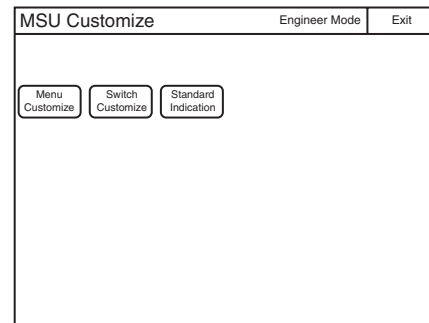 MSU Customize Engineer Mode Exit
Menu Customize
Switch Customize
Standard Indication